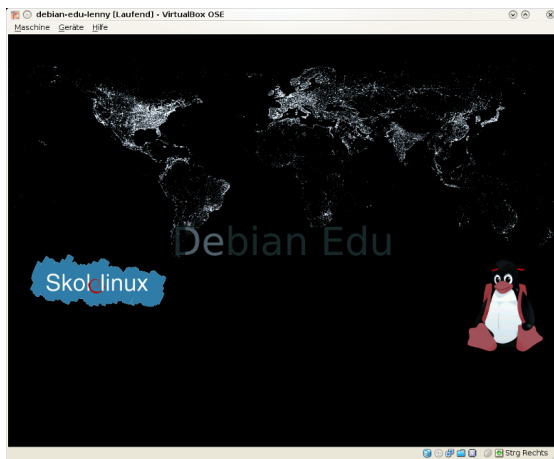 debian-edu-lenny [Laufend] - VirtualBox OSE
Maschine Geräte Hilfe
Debian Edu
Skolelinux
Strg Rechts